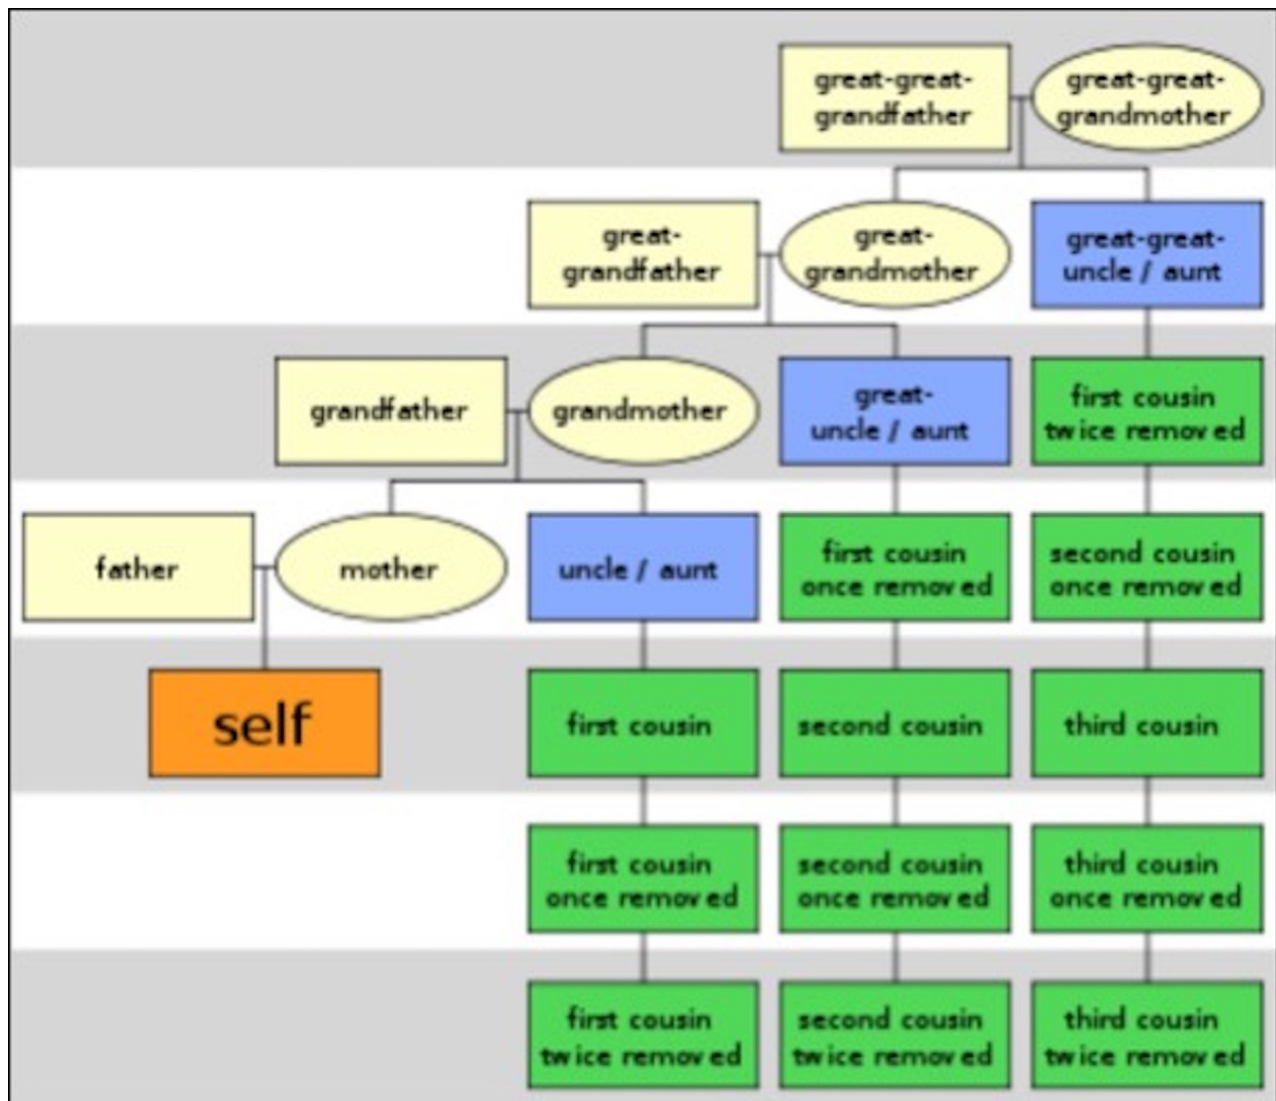 great-great-
grandfather
great-great-
grandmother
great-
grandfather
great-
grandmother
great-great-
uncle / aunt
grandfather
grandmother
great-
uncle / aunt
first cousin
twice removed
father
mother
uncle / aunt
first cousin
once removed
second cousin
once removed
self
first cousin
second cousin
third cousin
first cousin
once removed
second cousin
once removed
third cousin
once removed
first cousin
twice removed
second cousin
twice removed
third cousin
twice removed